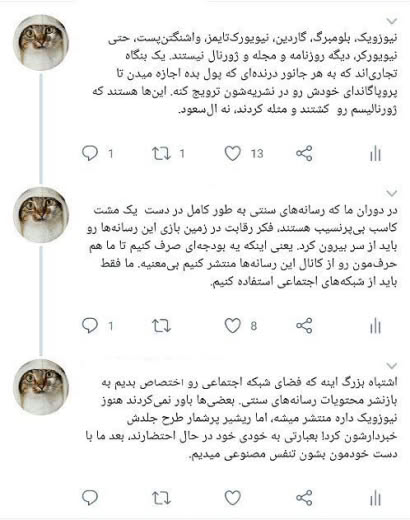 نیوزویک، بلومبرگ، گاردین، نیویورک‌تایمز، واشنگتن‌پست، حتی
نیویورکر، دیگه روزنامه و مجله و ژورنال نیستند. یک بنگاه
تجاری‌اند که به هر جانور درنده‌ای که پول بده اجازه میدن تا
پروپاگاندای خودش رو در نشریه‌شون ترویج کنه. این‌ها هستند که
ژورنالیسم رو کشتند و مثله کردند، نه ال‌سعود.
1 1 13
در دوران ما که رسانه‌های سنتی به طور کامل در دست یک مشت
کاسب بی‌پرنسیب هستند، فکر رقابت در زمین بازی این رسانه‌ها رو
باید از سر بیرون کرد. یعنی اینکه یه بودجه‌ای صرف کنیم تا ما هم
حرف‌مون رو از کانال این رسانه‌ها منتشر کنیم بی‌معنیه. ما فقط
باید از شبکه‌های اجتماعی استفاده کنیم.
1 8
اشتباه بزرگ اینه که فضای شبکه اجتماعی رو اختصاص بدیم به
بازنشر محتویات رسانه‌های سنتی. بعضی‌ها باور نمی‌کردند هنوز
نیوزویک داره منتشر میشه، اما ریشیر پرشمار طرح جلدش
خبردارشون کرد! بعبارتی به خودی خود در حال احتضارند، بعد ما با
دست خودمون بشون تنفس مصنوعی میدیم.